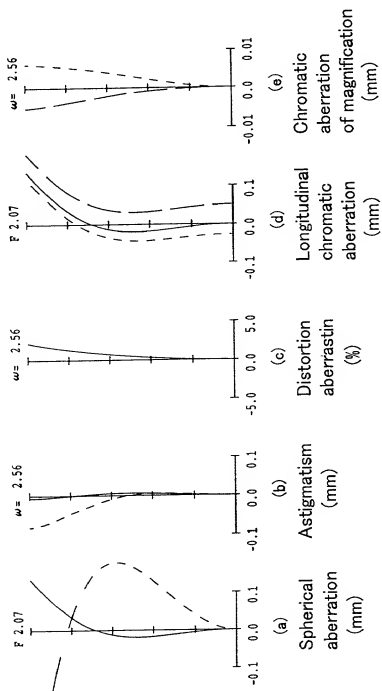 F 2.07
-0.1 0.0 0.1
(a)
Spherical
aberration
(mm)
ω= 2.56
-0.1 0.0 0.1
(b)
Astigmatism
(mm)
ω= 2.56
-5.0 0.0 5.0
(c)
Distortion
aberrastin
(%)
F 2.07
-0.1 0.0 0.1
(d)
Longitudinal
chromatic
aberration
(mm)
ω= 2.56
-0.01 0.0 0.01
(e)
Chromatic
aberration
of magnification
(mm)